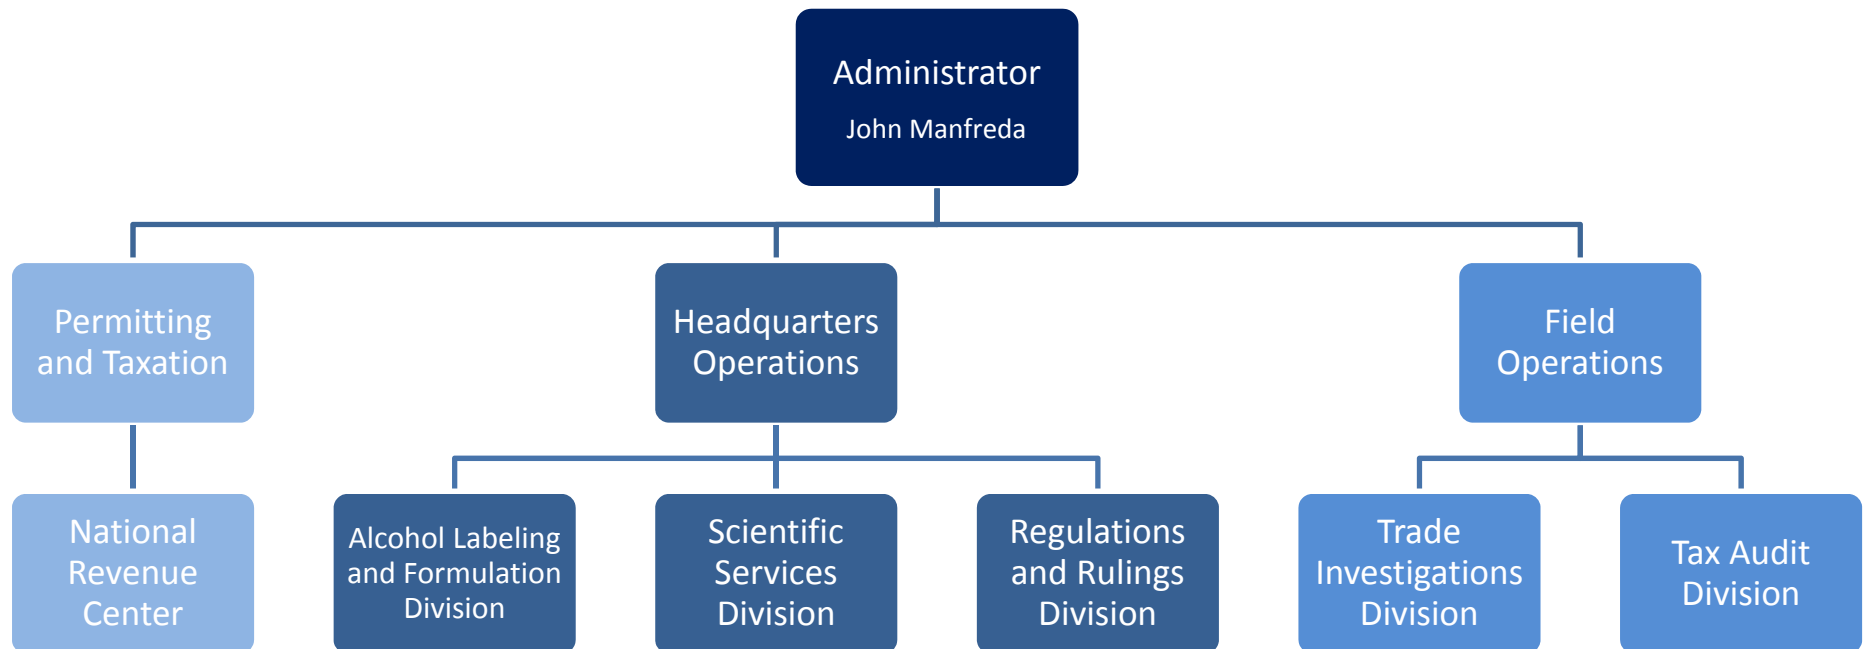 Administrator
John Manfreda
Permitting
and Taxation
Headquarters
Operations
Field
Operations
National
Revenue
Center
Alcohol Labeling
and Formulation
Division
Scientific
Services
Division
Regulations
and Rulings
Division
Trade
Investigations
Division
Tax Audit
Division